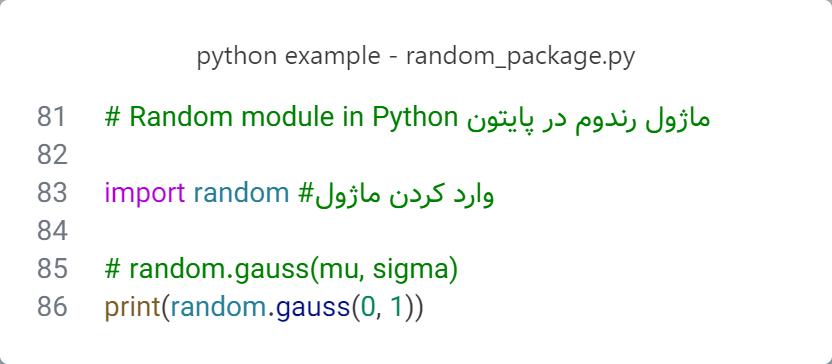 python example - random_package.py
81 # Random module in Python ماژول رندوم در پایتون
82
83 import random #وارد کردن ماژول
84
85 # random.gauss(mu, sigma)
86 print(random.gauss(0, 1))